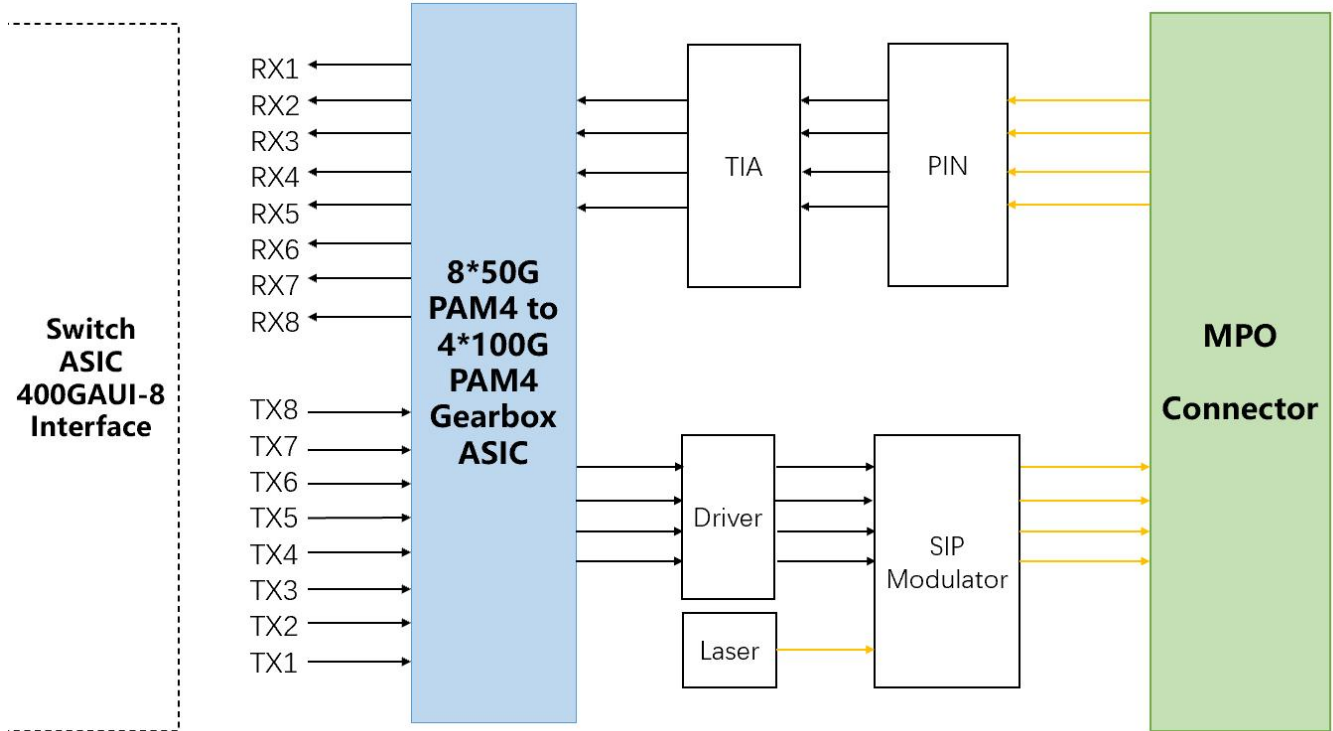 Switch
ASIC
400GAUI-8
Interface
RX1
RX2
RX3
RX4
RX5
RX6
RX7
RX8
TX8
TX7
TX6
TX5
TX4
TX3
TX2
TX1
8*50G
PAM4 to
4*100G
PAM4
Gearbox
ASIC
TIA
PIN
Driver
Laser
SIP
Modulator
MPO
Connector